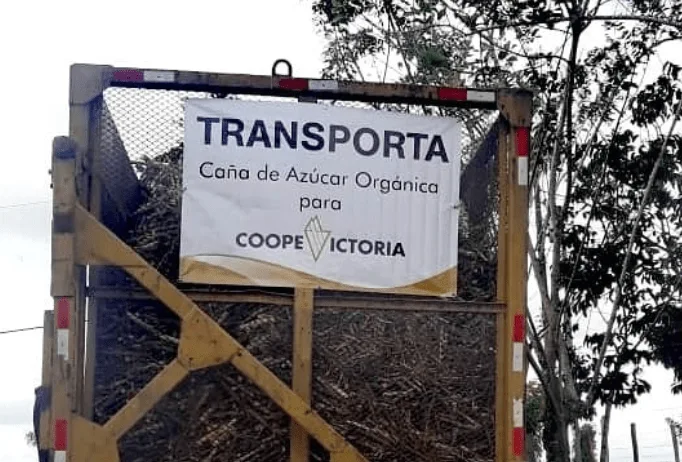 TRANSPORTA
Caña de Azúcar Orgánica
para
COOPE VICTORIA